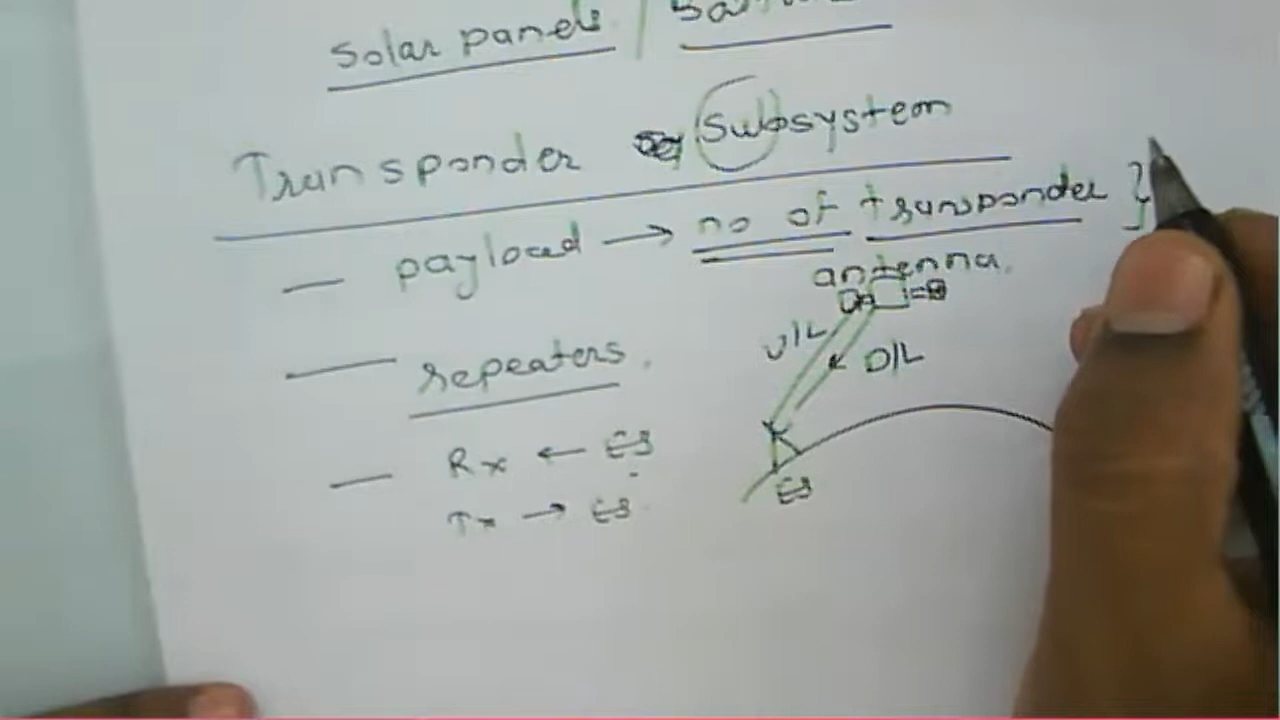 Solar panels /
Transponder Subsystem
— payload → no of transponder }
antenna.
U/L D/L
— repeaters.
— Rx ← ES
Tx → ES
ES